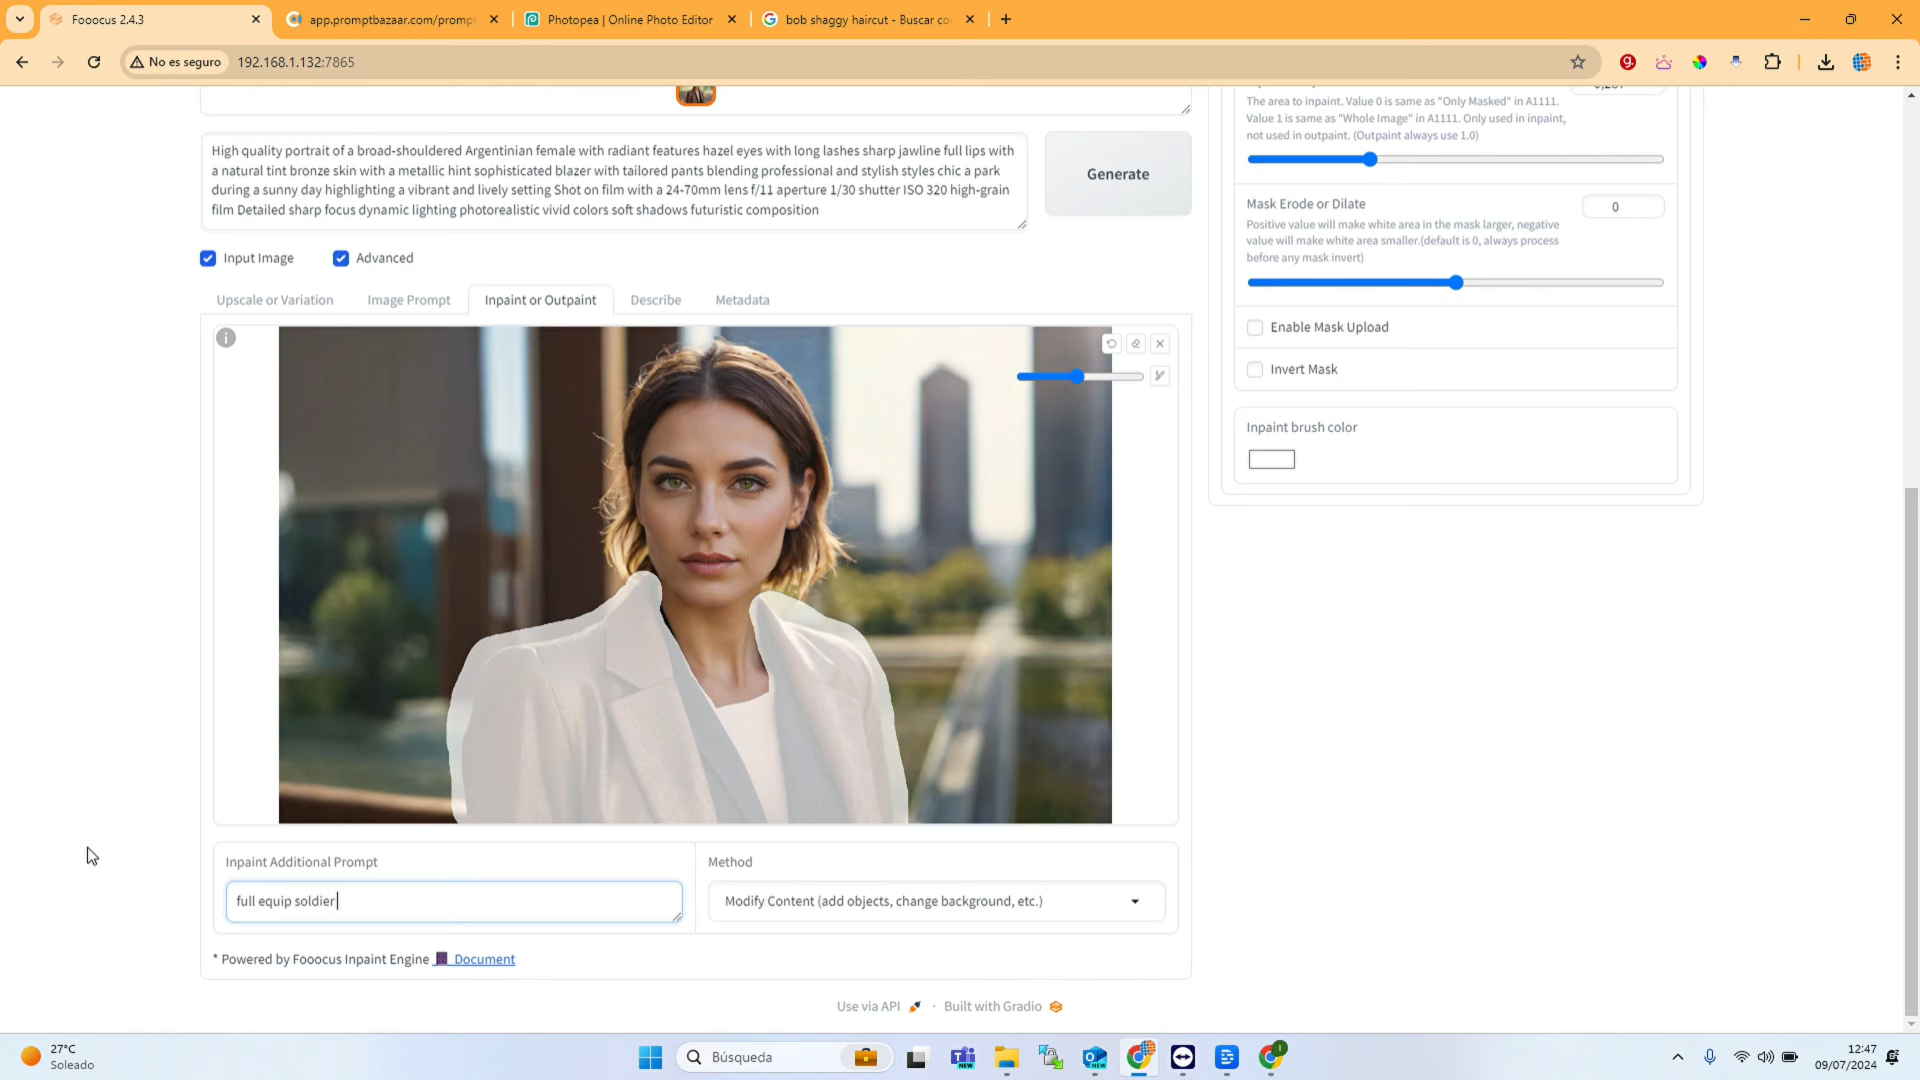 Fooocus 2.4.3
app.promptbazaar.com/prompt
Photopea | Online Photo Editor
bob shaggy haircut - Buscar co
No es seguro
192.168.1.132:7865
The area to inpaint. Value 0 is same as "Only Masked" in A1111.
Value 1 is same as "Whole Image" in A1111. Only used in inpaint,
not used in outpaint. (Outpaint always use 1.0)
High quality portrait of a broad-shouldered Argentinian female with radiant features hazel eyes with long lashes sharp jawline full lips with
a natural tint bronze skin with a metallic hint sophisticated blazer with tailored pants blending professional and stylish styles chic a park
during a sunny day highlighting a vibrant and lively setting Shot on film with a 24-70mm lens f/11 aperture 1/30 shutter ISO 320 high-grain
film Detailed sharp focus dynamic lighting photorealistic vivid colors soft shadows futuristic composition
Generate
Mask Erode or Dilate
0
Positive value will make white area in the mask larger, negative
value will make white area smaller.(default is 0, always process
before any mask invert)
Input Image
Advanced
Upscale or Variation
Image Prompt
Inpaint or Outpaint
Describe
Metadata
Enable Mask Upload
Invert Mask
Inpaint brush color
Inpaint Additional Prompt
full equip soldier
Method
Modify Content (add objects, change background, etc.)
* Powered by Fooocus Inpaint Engine Document
Use via API
·
Built with Gradio
27°C
Soleado
Búsqueda
NEW
NEW
12:47
09/07/2024